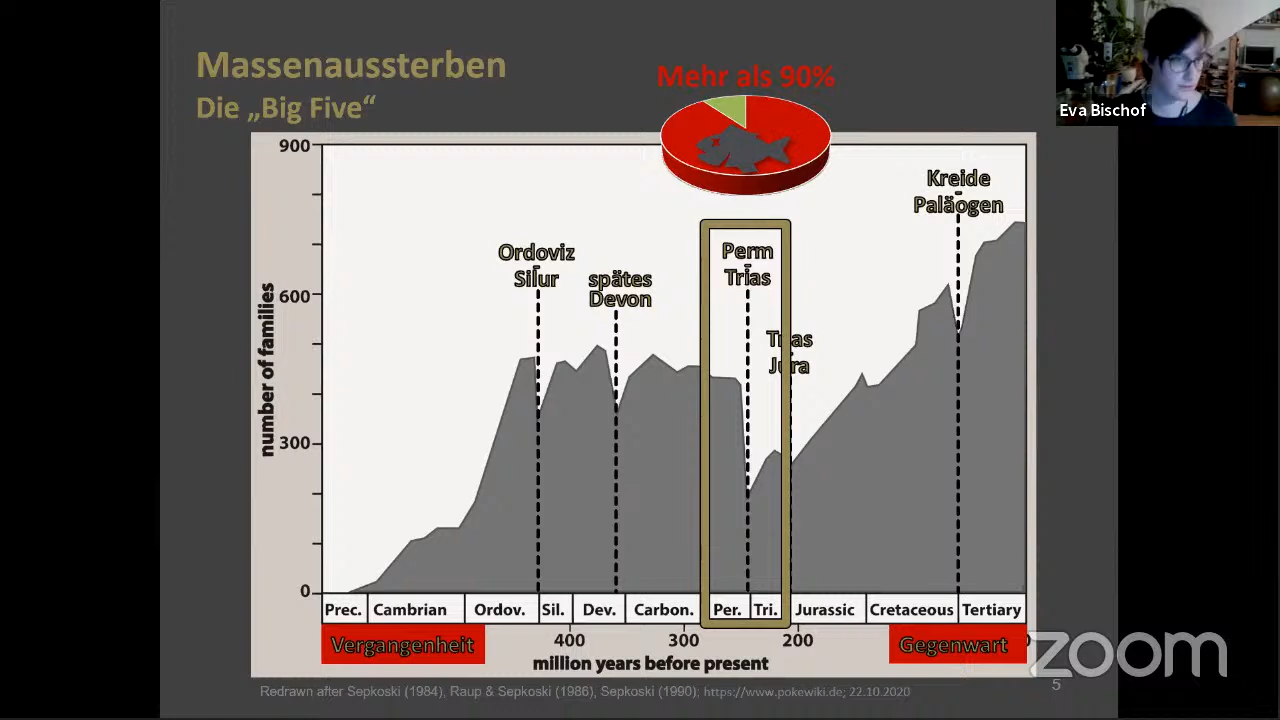 Massenaussterben
Die „Big Five“
Mehr als 90%
Eva Bischof
900
600
300
0
number of families
Ordoviz
-
Silur
spätes
Devon
Perm
-
Trias
Trias
Jura
Kreide
-
Paläogen
Prec. Cambrian Ordov. Sil. Dev. Carbon. Per. Tri. Jurassic Cretaceous Tertiary
Vergangenheit 400 300 200 Gegenwart
million years before present
zoom
Redrawn after Sepkoski (1984), Raup & Sepkoski (1986), Sepkoski (1990); https://www.pokewiki.de; 22.10.2020
5